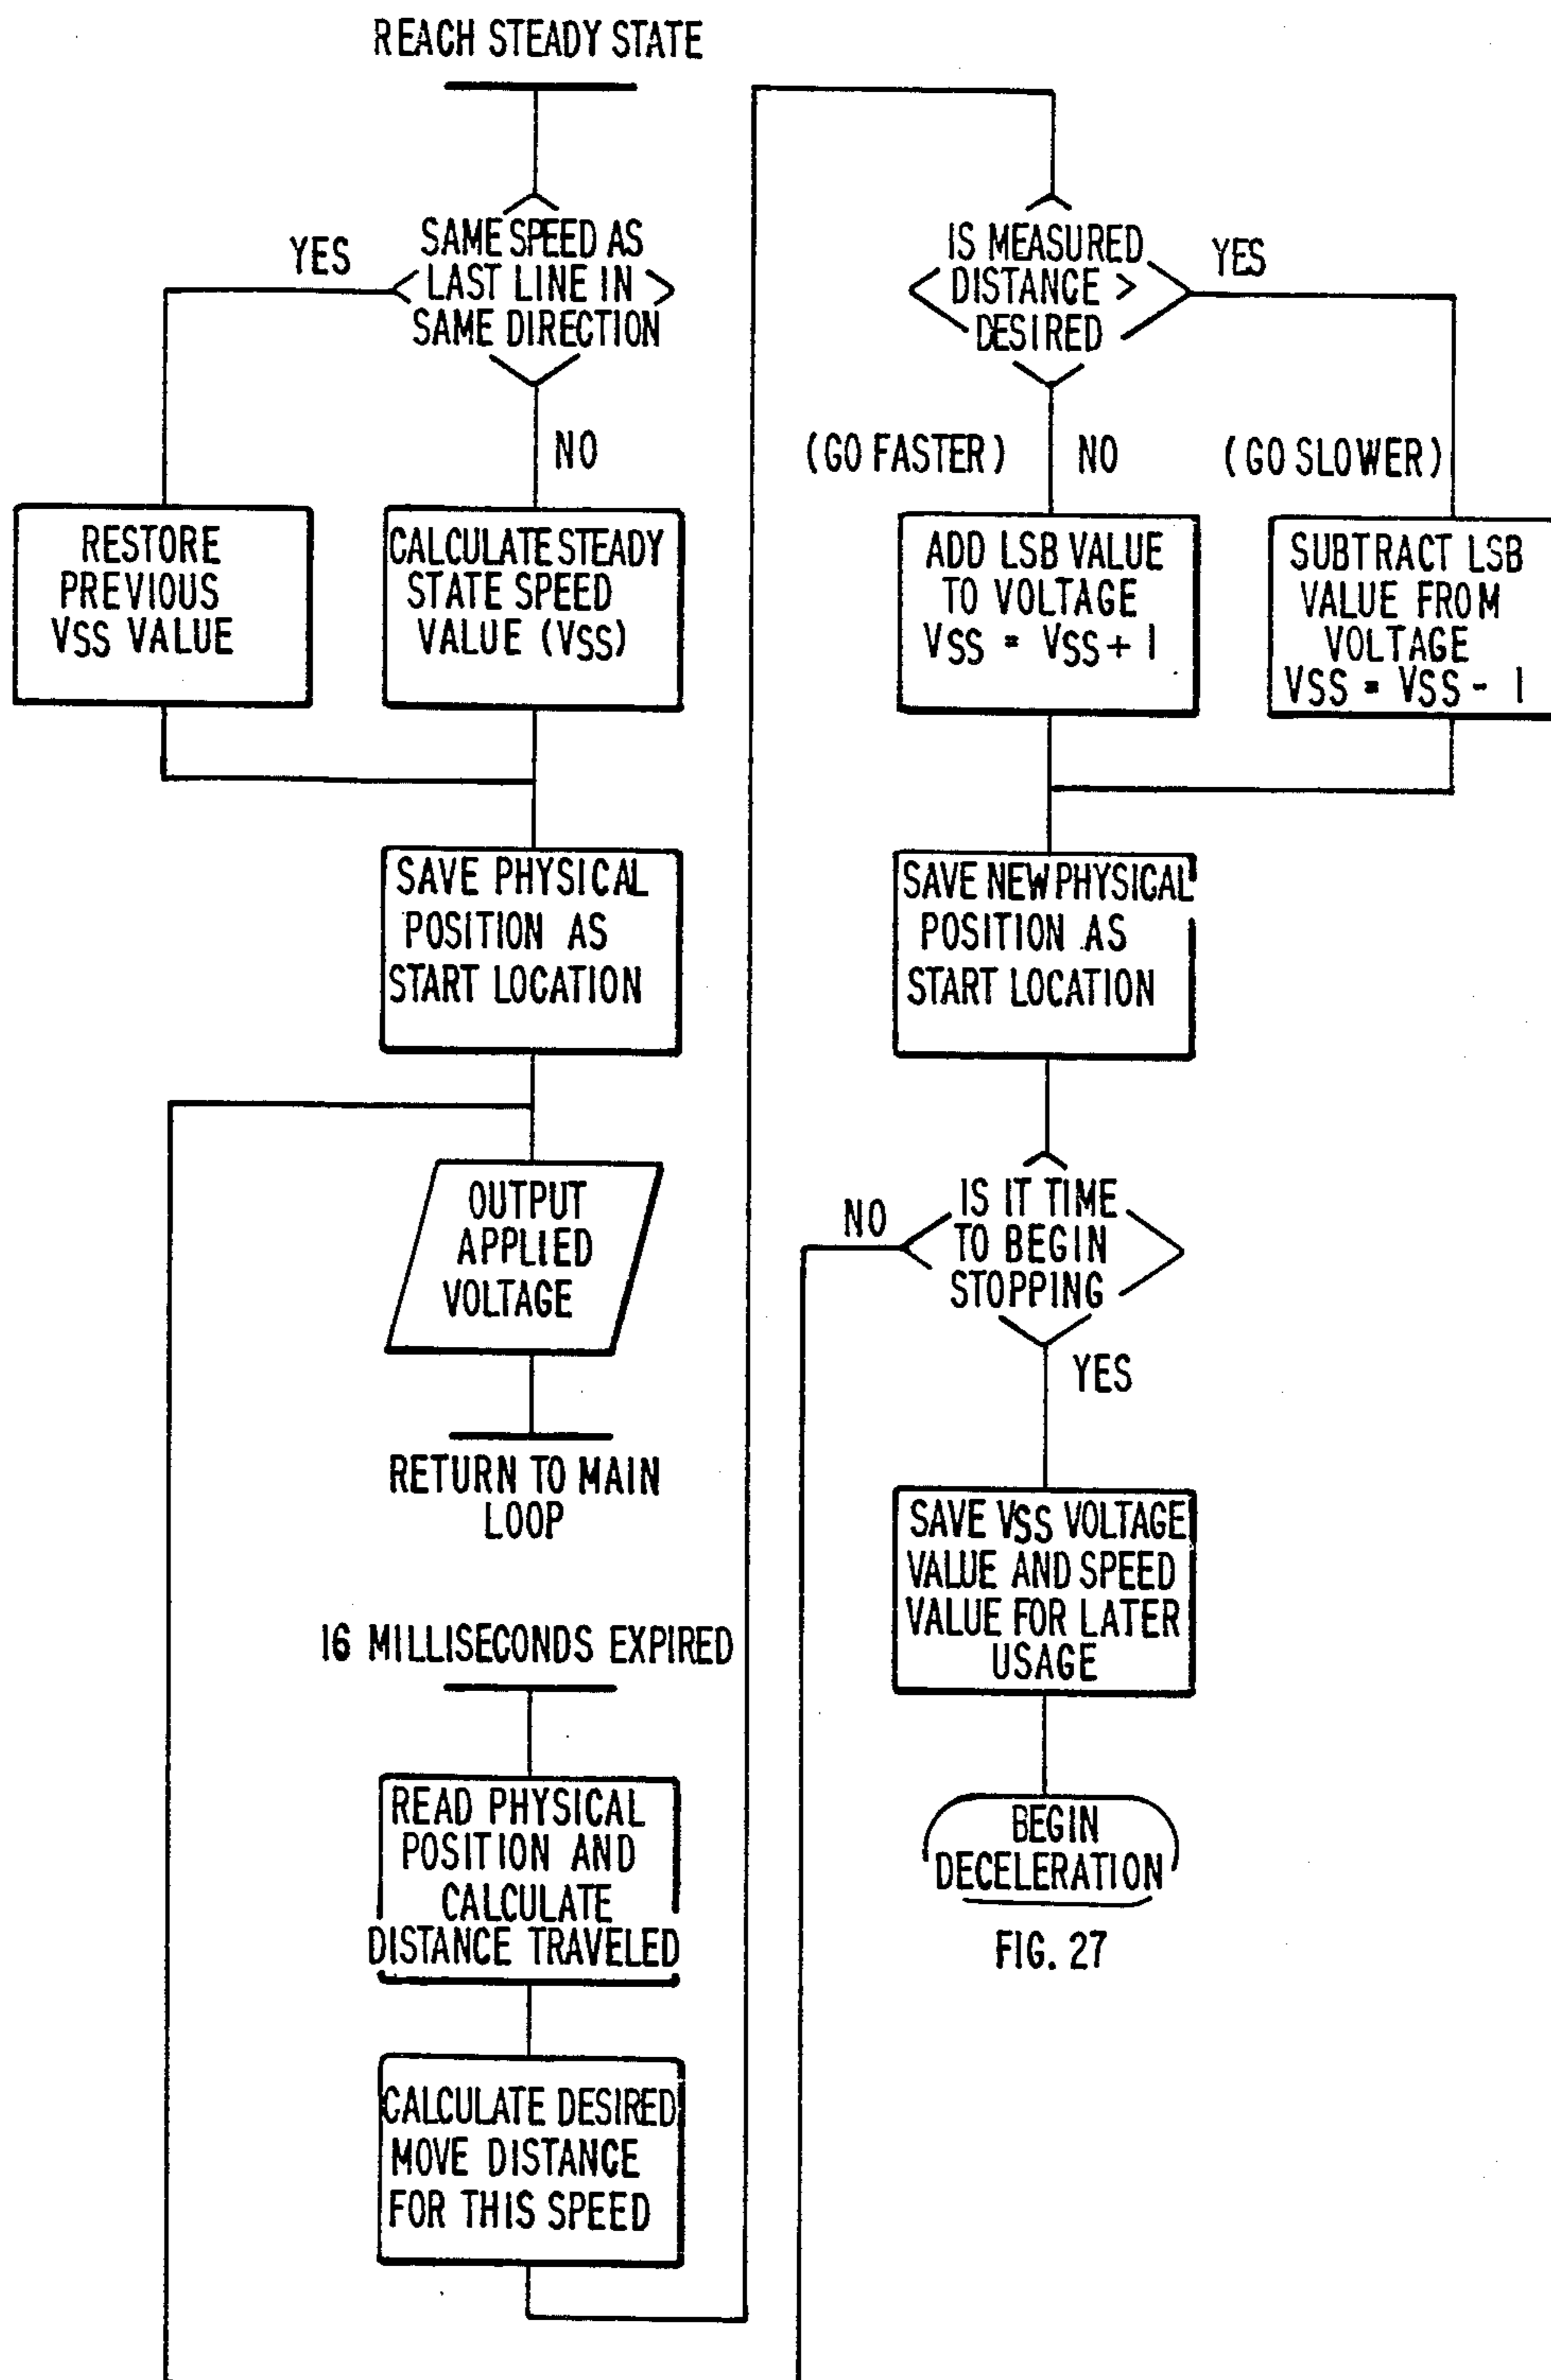 REACH STEADY STATE
YES
SAME SPEED AS
LAST LINE IN
SAME DIRECTION
NO
RESTORE
PREVIOUS
VSS VALUE
CALCULATE STEADY
STATE SPEED
VALUE (VSS)
SAVE PHYSICAL
POSITION AS
START LOCATION
OUTPUT
APPLIED
VOLTAGE
RETURN TO MAIN
LOOP
16 MILLISECONDS EXPIRED
READ PHYSICAL
POSITION AND
CALCULATE
DISTANCE TRAVELED
CALCULATE DESIRED
MOVE DISTANCE
FOR THIS SPEED
IS MEASURED
DISTANCE >
DESIRED
YES
(GO FASTER) NO
(GO SLOWER)
ADD LSB VALUE
TO VOLTAGE
VSS = VSS + 1
SUBTRACT LSB
VALUE FROM
VOLTAGE
VSS = VSS - 1
SAVE NEW PHYSICAL
POSITION AS
START LOCATION
NO
IS IT TIME
TO BEGIN
STOPPING
YES
SAVE VSS VOLTAGE
VALUE AND SPEED
VALUE FOR LATER
USAGE
BEGIN
DECELERATION
FIG. 27